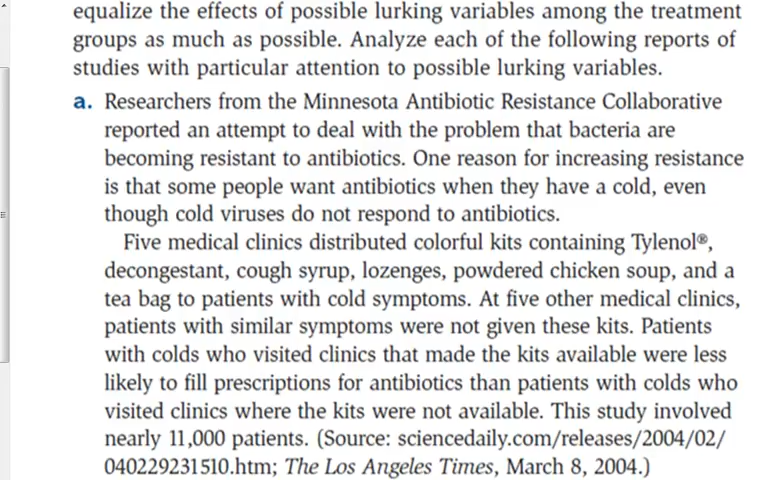 equalize the effects of possible lurking variables among the treatment
groups as much as possible. Analyze each of the following reports of
studies with particular attention to possible lurking variables.
a. Researchers from the Minnesota Antibiotic Resistance Collaborative
reported an attempt to deal with the problem that bacteria are
becoming resistant to antibiotics. One reason for increasing resistance
is that some people want antibiotics when they have a cold, even
though cold viruses do not respond to antibiotics.
Five medical clinics distributed colorful kits containing Tylenol®,
decongestant, cough syrup, lozenges, powdered chicken soup, and a
tea bag to patients with cold symptoms. At five other medical clinics,
patients with similar symptoms were not given these kits. Patients
with colds who visited clinics that made the kits available were less
likely to fill prescriptions for antibiotics than patients with colds who
visited clinics where the kits were not available. This study involved
nearly 11,000 patients. (Source: sciencedaily.com/releases/2004/02/
040229231510.htm; The Los Angeles Times, March 8, 2004.)